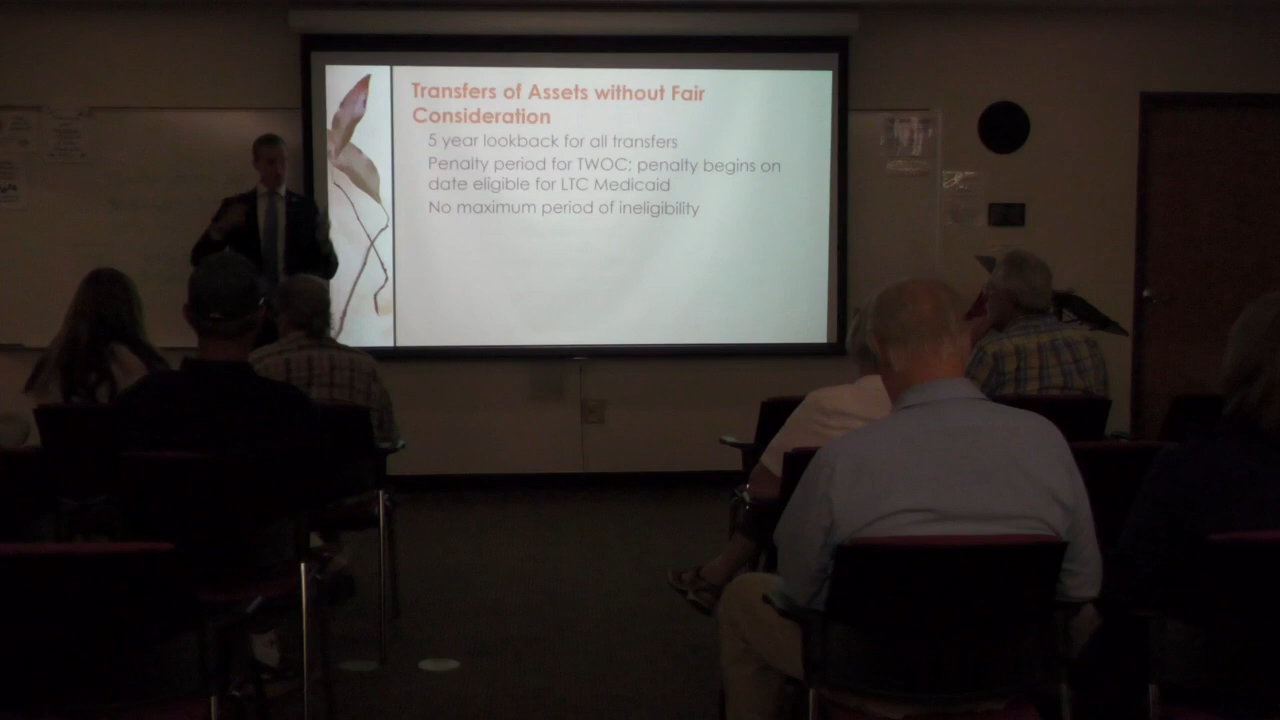 Transfers of Assets without Fair
Consideration
5 year lookback for all transfers
Penalty period for TWOC; penalty begins on
date eligible for LTC Medicaid
No maximum period of ineligibility